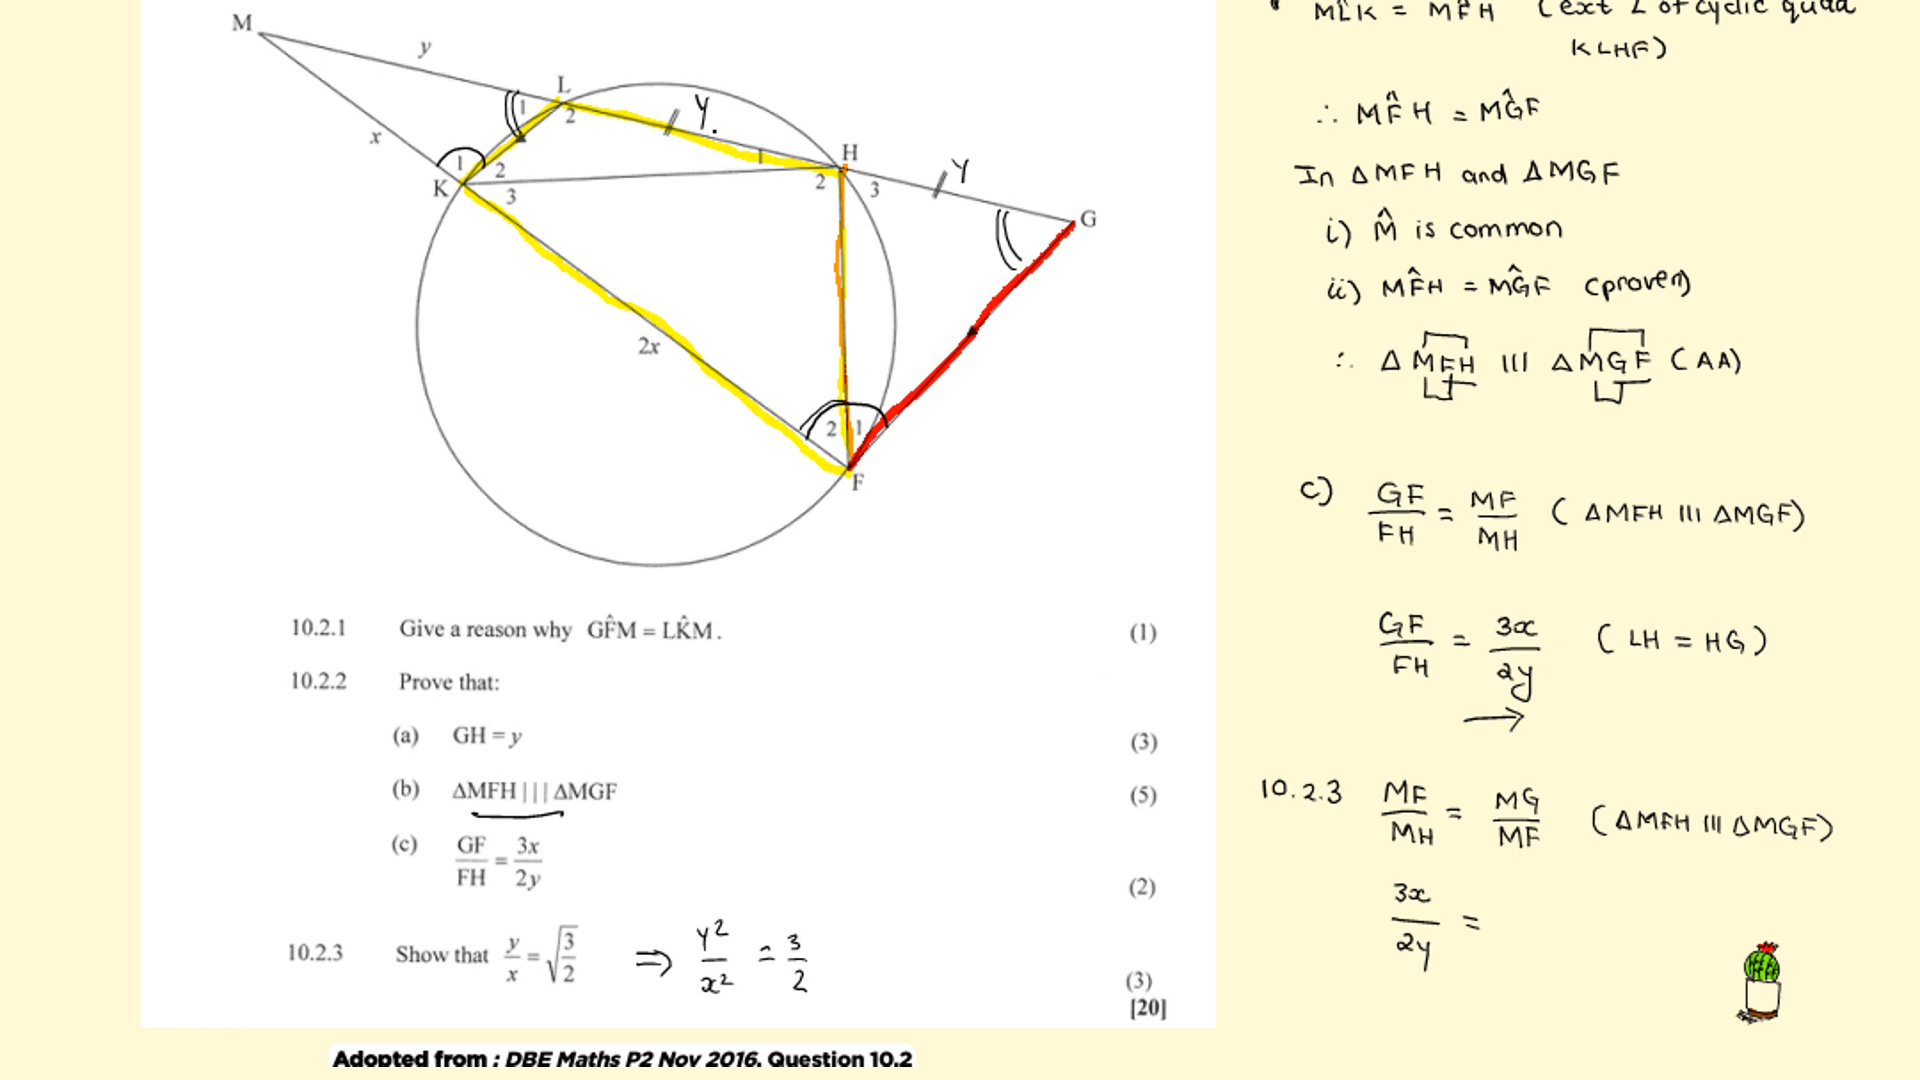 M
y
L
1
2
Y.
x
1
2
K
3
1
H
2
3
Y
G
2x
2
1
F
10.2.1 Give a reason why GF̂M = LK̂M. (1)
10.2.2 Prove that:
(a) GH = y (3)
(b) ΔMFH ||| ΔMGF (5)
(c) GF/FH = 3x/2y (2)
10.2.3 Show that y/x = √(3/2) ⇒ y²/x² = 3/2 (3)
[20]
Adopted from : DBE Maths P2 Nov 2016, Question 10.2
ML̂K = MF̂H (ext ∠ of cyclic quad
KLHF)
∴ MF̂H = MĜF
In ΔMFH and ΔMGF
i) M̂ is common
ii) MF̂H = MĜF (proven)
∴ ΔMFH ||| ΔMGF (AA)
c) GF/FH = MF/MH (ΔMFH ||| ΔMGF)
GF/FH = 3x/2y (LH = HG)
10.2.3 MF/MH = MG/MF (ΔMFH ||| ΔMGF)
3x/2y =